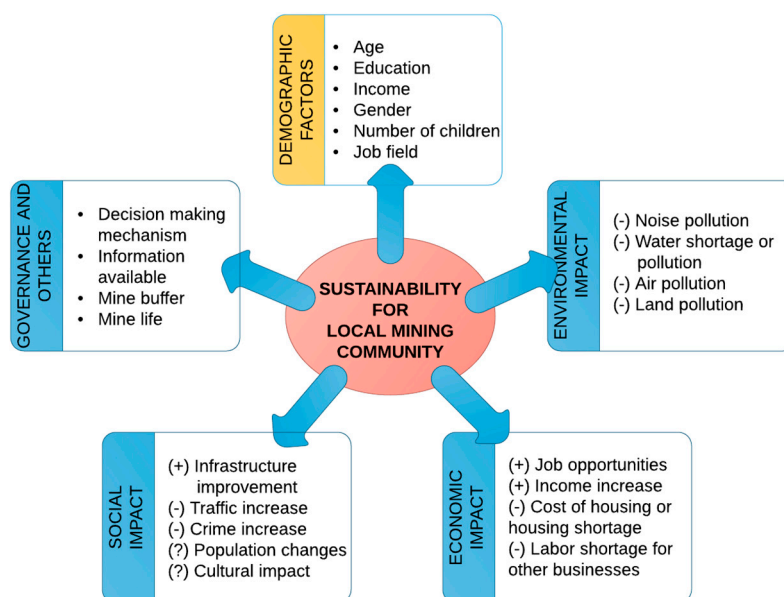 DEMOGRAPHIC
FACTORS
• Age
• Education
• Income
• Gender
• Number of children
• Job field
GOVERNANCE AND
OTHERS
• Decision making
mechanism
• Information
available
• Mine buffer
• Mine life
SUSTAINABILITY
FOR
LOCAL MINING
COMMUNITY
ENVIRONMENTAL
IMPACT
(-) Noise pollution
(-) Water shortage or
pollution
(-) Air pollution
(-) Land pollution
SOCIAL
IMPACT
(+) Infrastructure
improvement
(-) Traffic increase
(-) Crime increase
(?) Population changes
(?) Cultural impact
ECONOMIC
IMPACT
(+) Job opportunities
(+) Income increase
(-) Cost of housing or
housing shortage
(-) Labor shortage for
other businesses